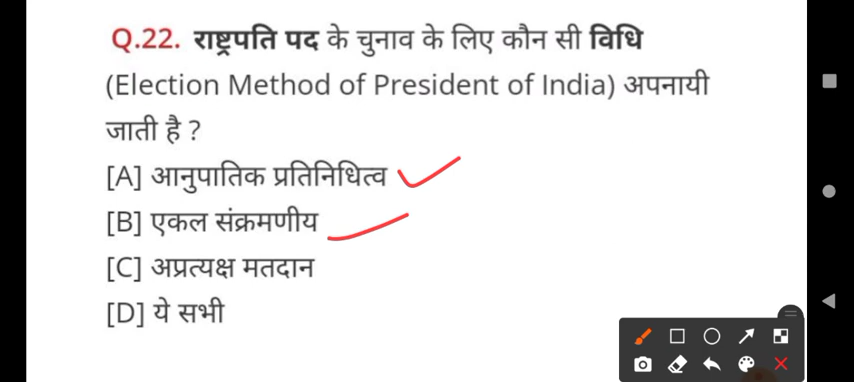 Q.22. राष्ट्रपति पद के चुनाव के लिए कौन सी विधि
(Election Method of President of India) अपनायी
जाती है ?
[A] आनुपातिक प्रतिनिधित्व
[B] एकल संक्रमणीय
[C] अप्रत्यक्ष मतदान
[D] ये सभी